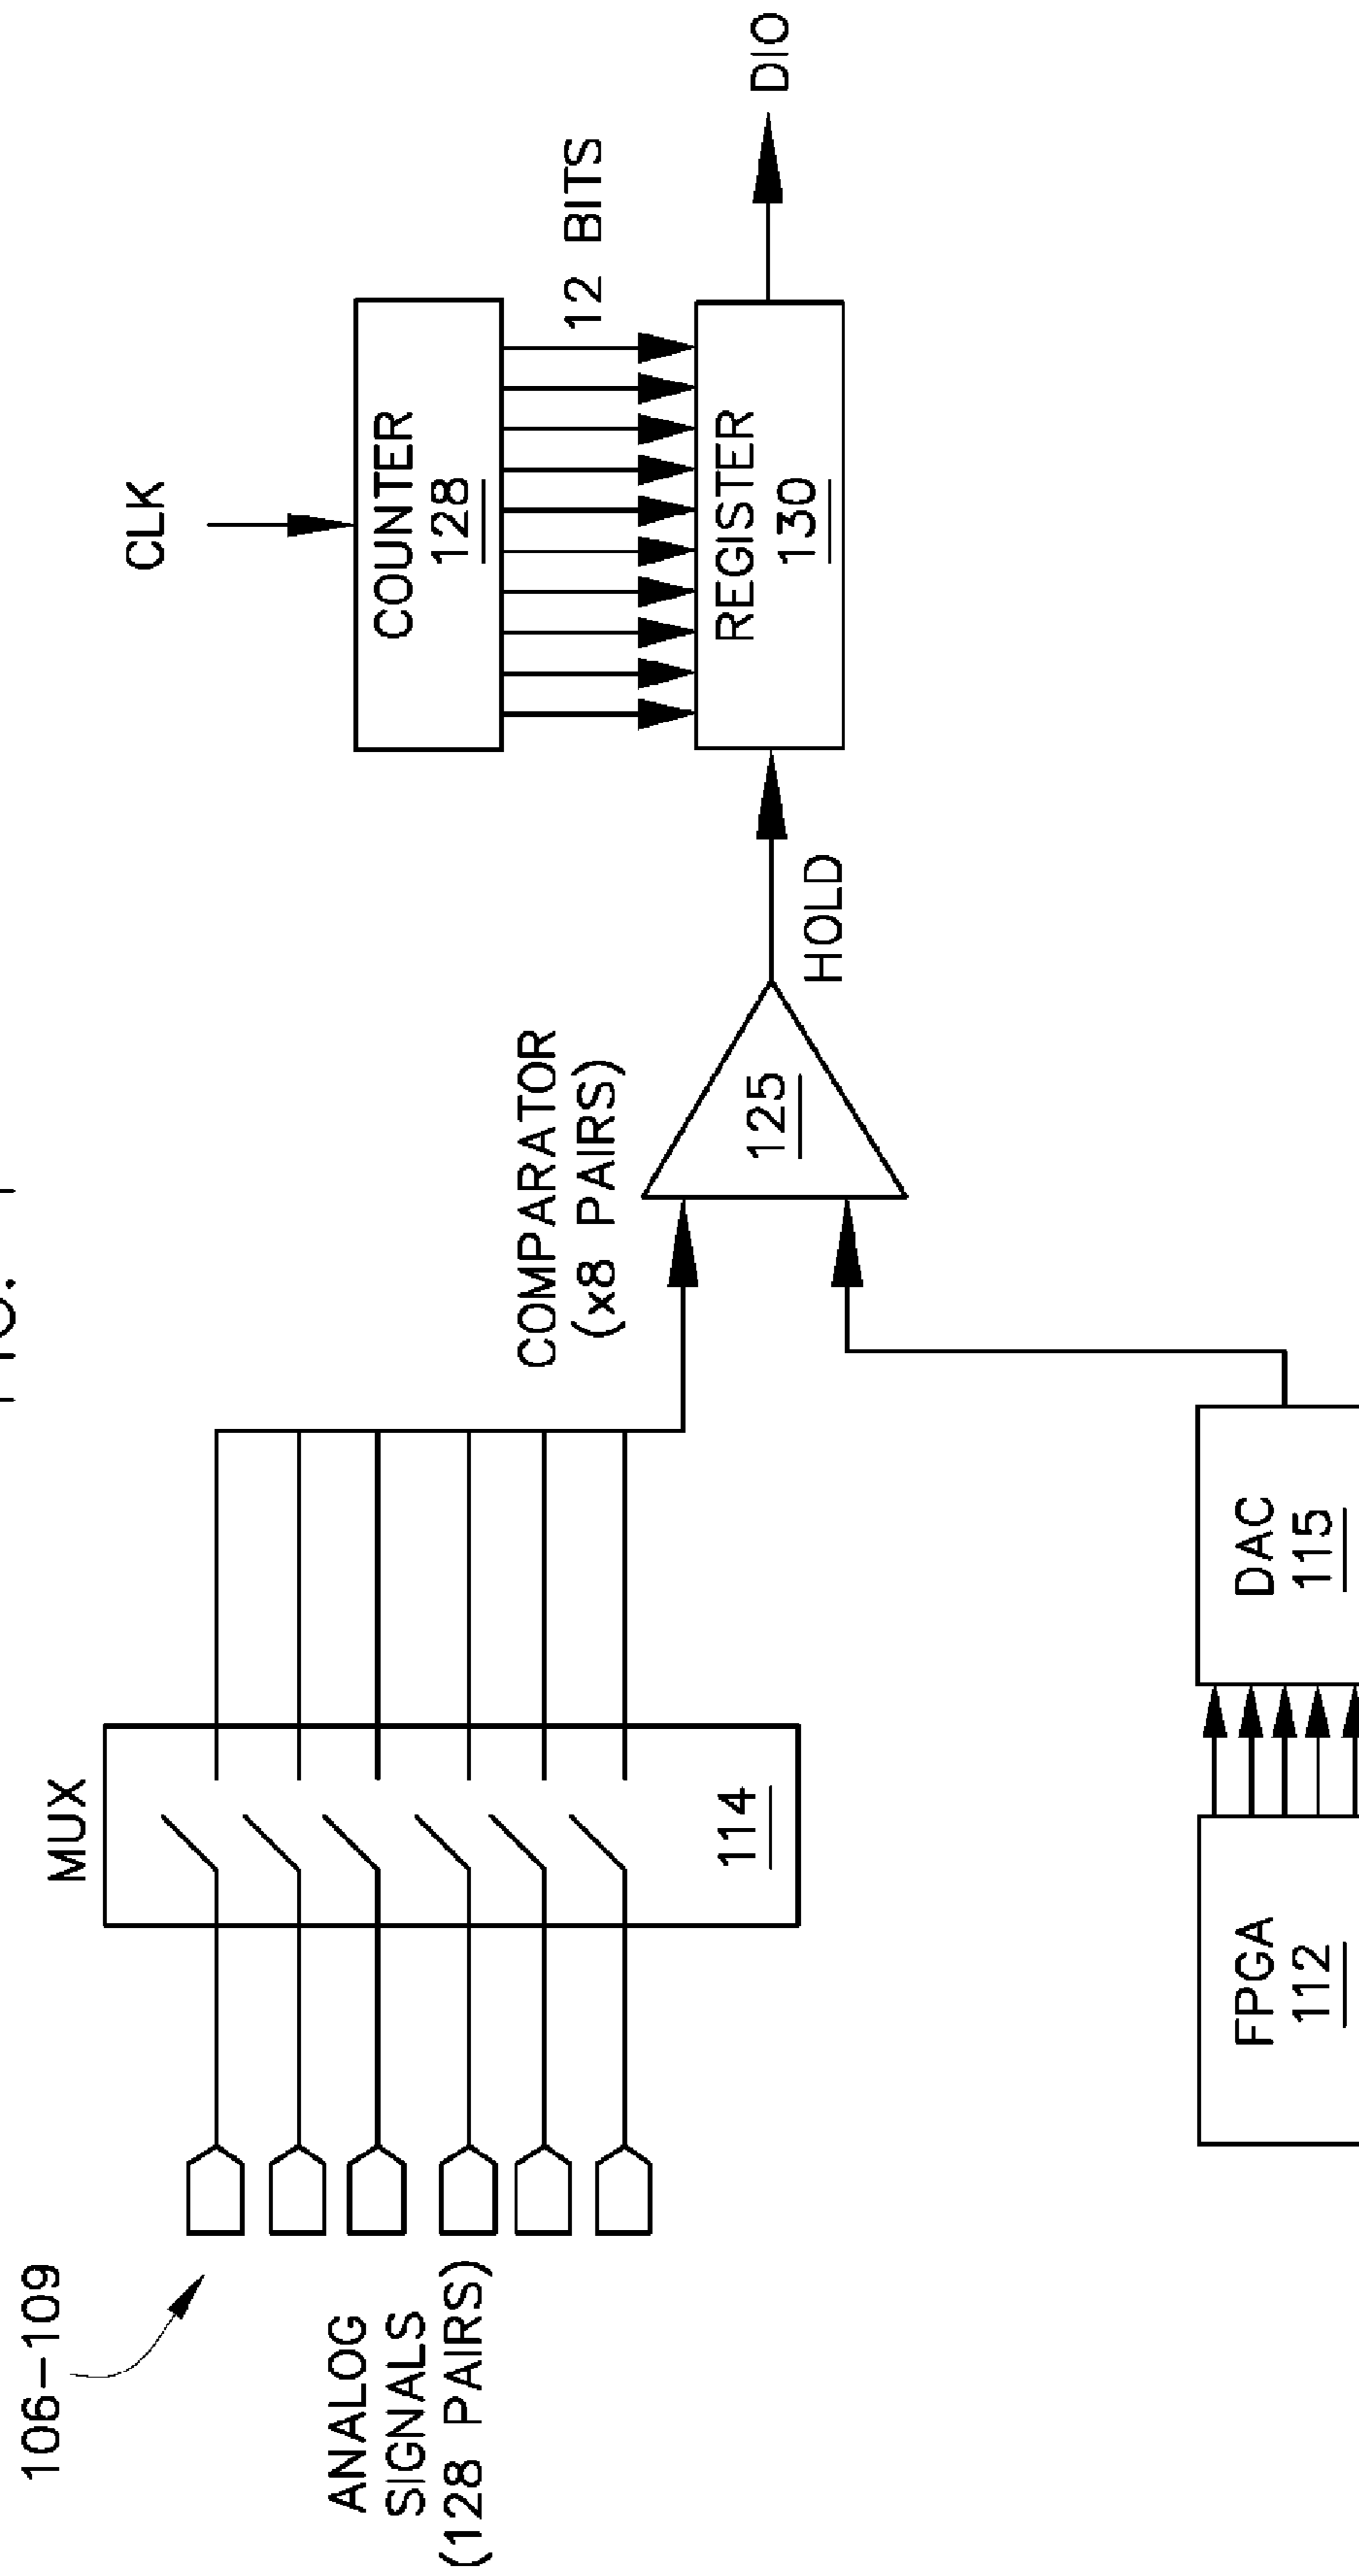 106–109
ANALOG
SIGNALS
(128 PAIRS)
MUX
114
COMPARATOR
(x8 PAIRS)
125
HOLD
CLK
COUNTER
128
12 BITS
REGISTER
130
DIO
FPGA
112
DAC
115